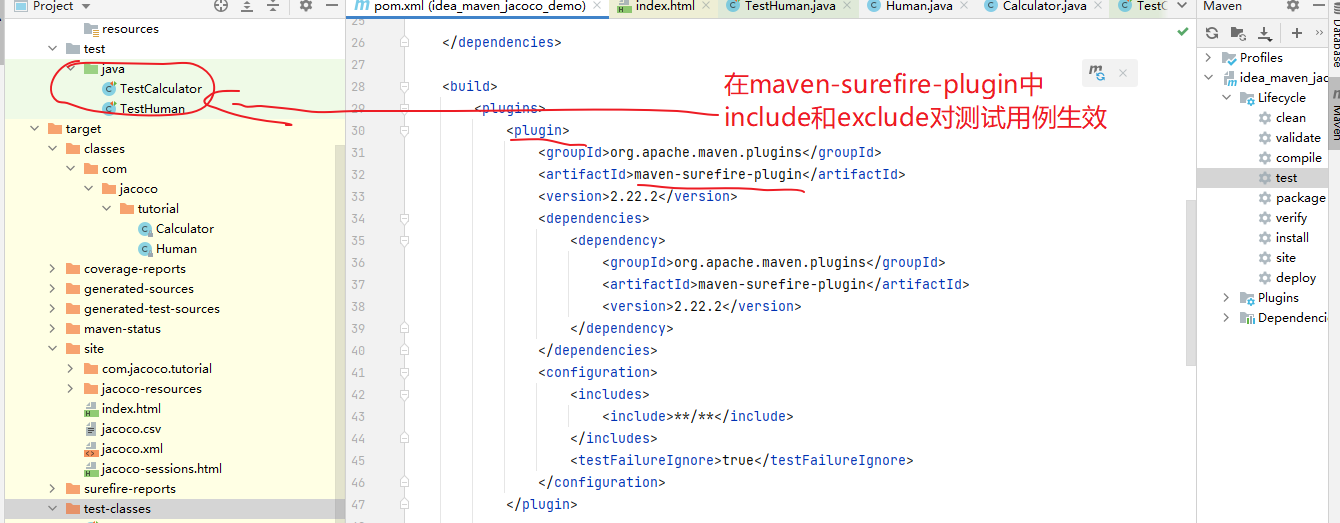 Project
resources
test
java
TestCalculator
TestHuman
target
classes
com
jacoco
tutorial
Calculator
Human
coverage-reports
generated-sources
generated-test-sources
maven-status
site
com.jacoco.tutorial
jacoco-resources
index.html
jacoco.csv
jacoco.xml
jacoco-sessions.html
surefire-reports
test-classes
pom.xml (idea_maven_jacoco_demo)
index.html
TestHuman.java
Human.java
Calculator.java
TestC
26 </dependencies>
27
28 <build>
29 <plugins>
30 <plugin>
31 <groupId>org.apache.maven.plugins</groupId>
32 <artifactId>maven-surefire-plugin</artifactId>
33 <version>2.22.2</version>
34 <dependencies>
35 <dependency>
36 <groupId>org.apache.maven.plugins</groupId>
37 <artifactId>maven-surefire-plugin</artifactId>
38 <version>2.22.2</version>
39 </dependency>
40 </dependencies>
41 <configuration>
42 <includes>
43 <include>**/**</include>
44 </includes>
45 <testFailureIgnore>true</testFailureIgnore>
46 </configuration>
47 </plugin>
在maven-surefire-plugin中
include和exclude对测试用例生效
Maven
Profiles
idea_maven_jac
Lifecycle
clean
validate
compile
test
package
verify
install
site
deploy
Plugins
Dependenci
Database
Maven